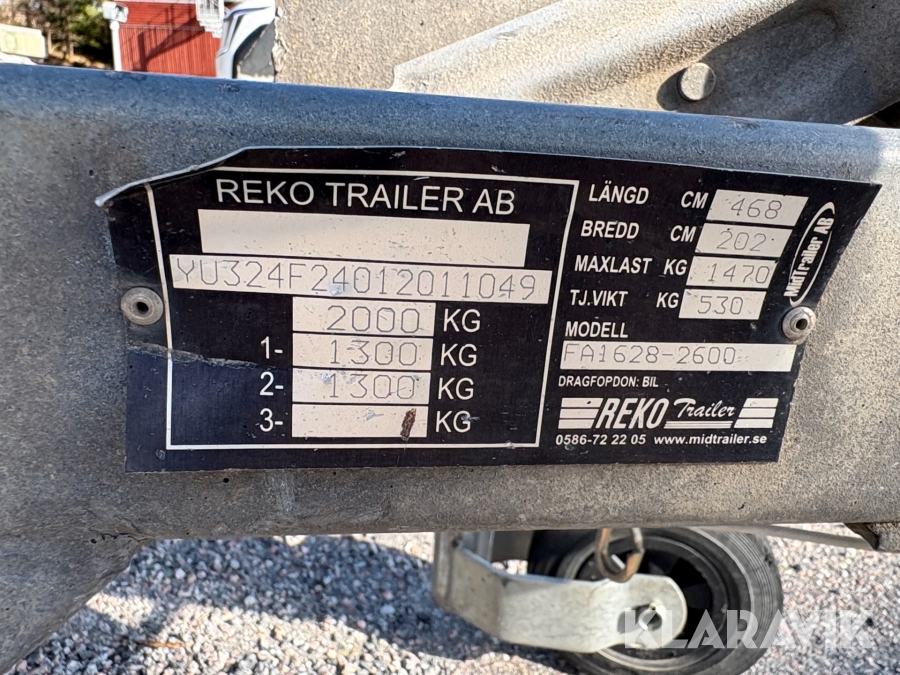 REKO TRAILER AB
YU324F24012011049
2000 KG
1- 1300 KG
2- 1300 KG
3- KG
LÄNGD CM 468
BREDD CM 202
MAXLAST KG 1470
TJ.VIKT KG 530
MODELL
FA1628-2600
DRAGFOPDON: BIL
REKO Trailer
0586-72 22 05 www.midtrailer.se
MidTrailer AB
KLARAVIK